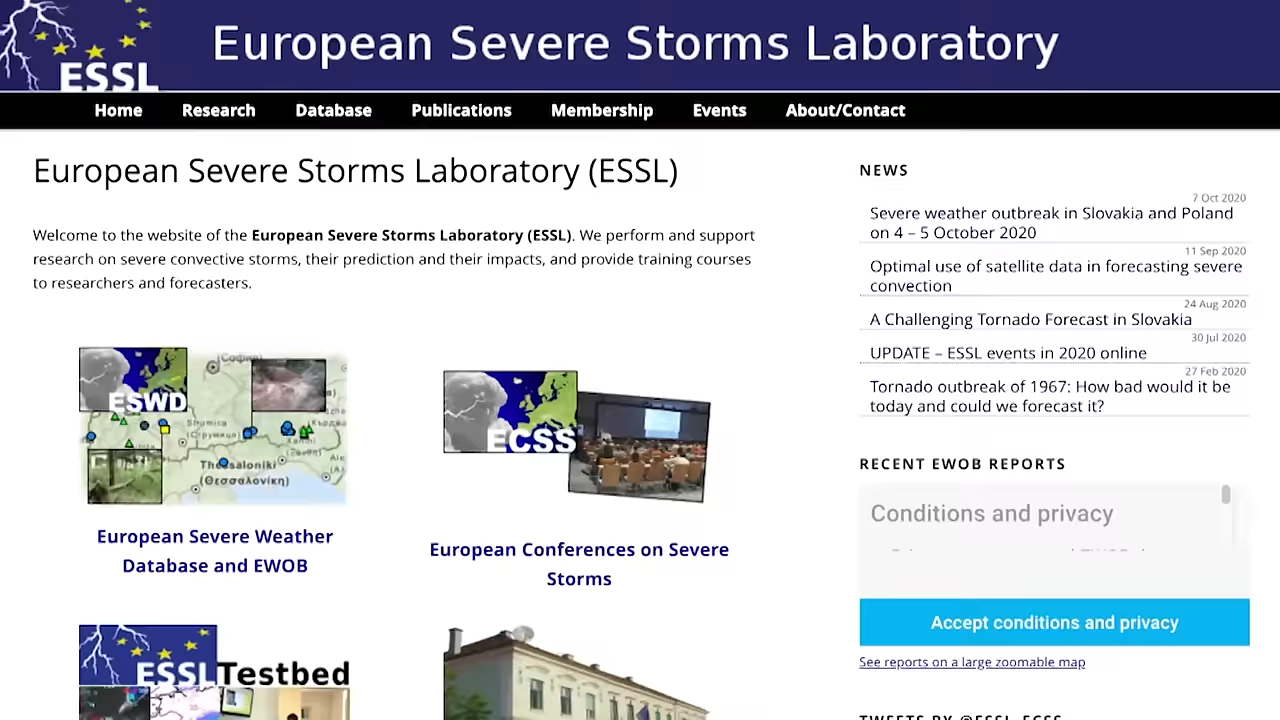 ESSL
European Severe Storms Laboratory
Home Research Database Publications Membership Events About/Contact
European Severe Storms Laboratory (ESSL)
Welcome to the website of the European Severe Storms Laboratory (ESSL). We perform and support
research on severe convective storms, their prediction and their impacts, and provide training courses
to researchers and forecasters.
ESWD
Thessaloniki
(Θεσσαλονίκη)
European Severe Weather
Database and EWOB
ECSS
European Conferences on Severe
Storms
ESSL Testbed
NEWS
7 Oct 2020
Severe weather outbreak in Slovakia and Poland
on 4 – 5 October 2020
11 Sep 2020
Optimal use of satellite data in forecasting severe
convection
24 Aug 2020
A Challenging Tornado Forecast in Slovakia
30 Jul 2020
UPDATE – ESSL events in 2020 online
27 Feb 2020
Tornado outbreak of 1967: How bad would it be
today and could we forecast it?
RECENT EWOB REPORTS
Conditions and privacy
Accept conditions and privacy
See reports on a large zoomable map
TWEETS BY @ESSL_ECSS